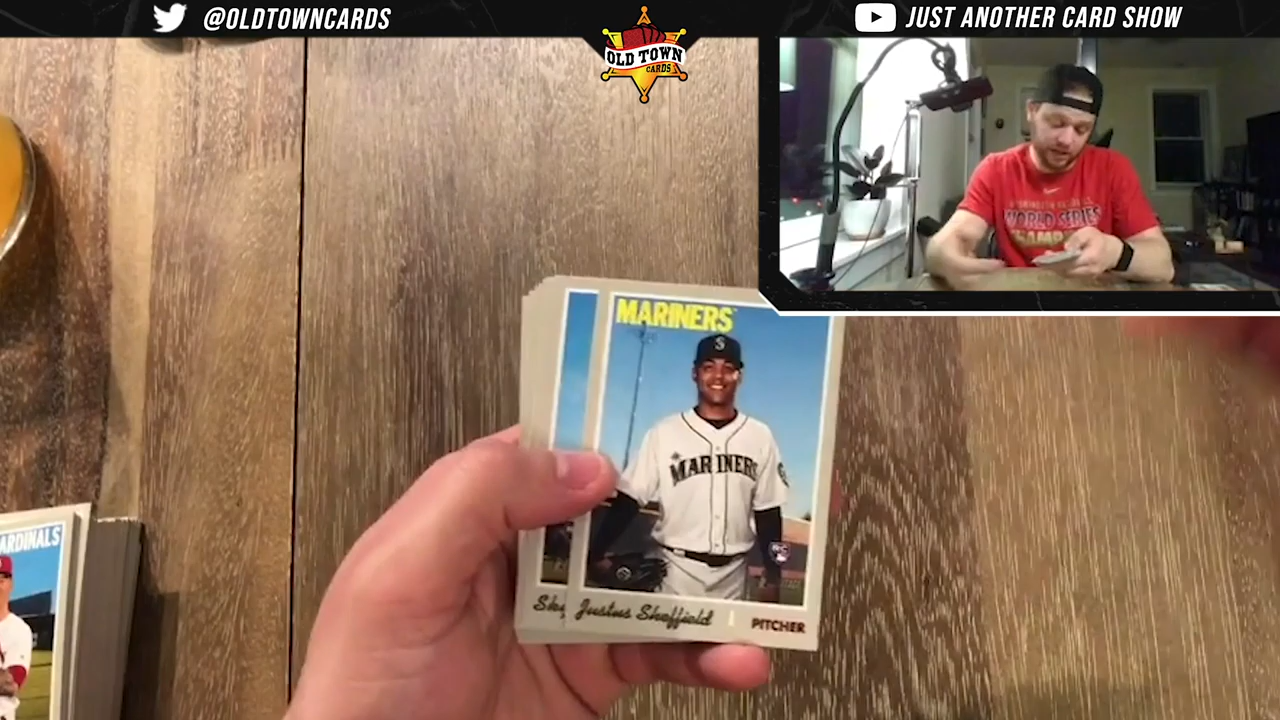 @OLDTOWNCARDS
OLD TOWN
CARDS
JUST ANOTHER CARD SHOW
WORLD SERIES
MARINERS
S
MARINERS
Justus Sheffield
PITCHER
ARDINALS